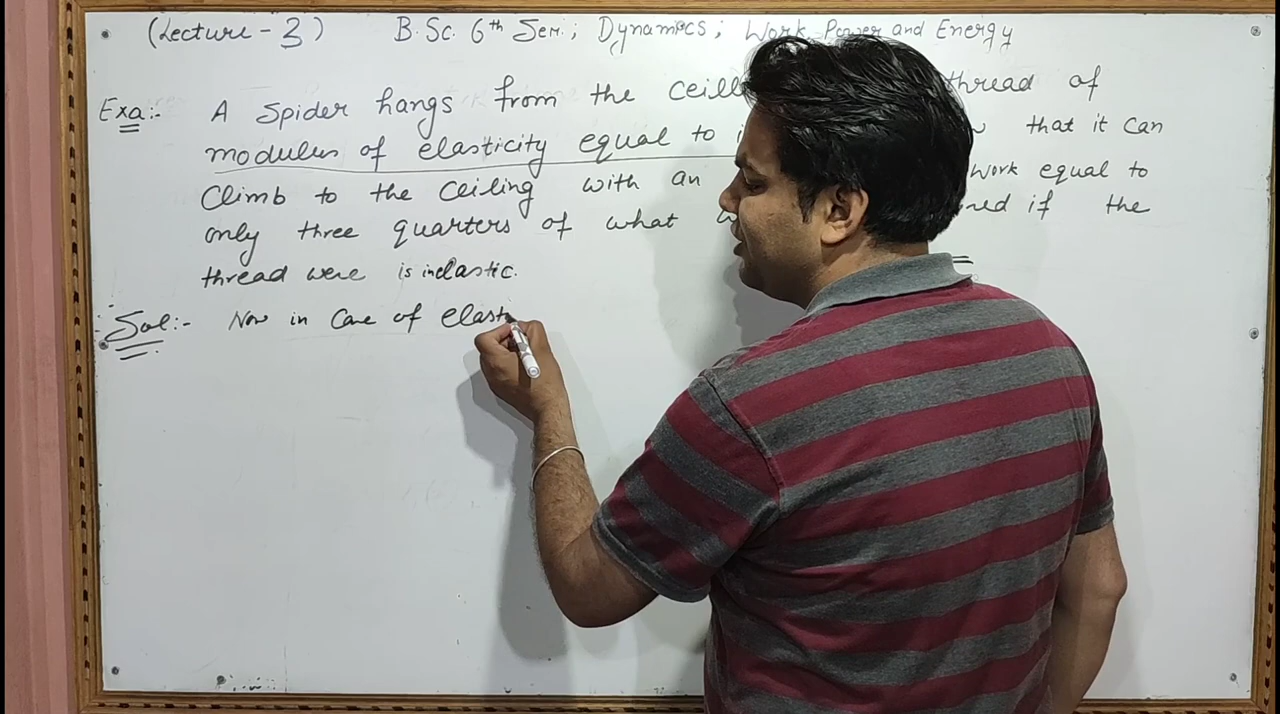 (Lecture - 3) B.Sc. 6th Sem.; Dynamics; Work, Power and Energy
Exa:- A Spider hangs from the ceill thread of
modulus of elasticity equal to i that it can
Climb to the ceiling with an work equal to
only three quarters of what if the
thread were is inelastic.
Sol:- Now in Case of elast